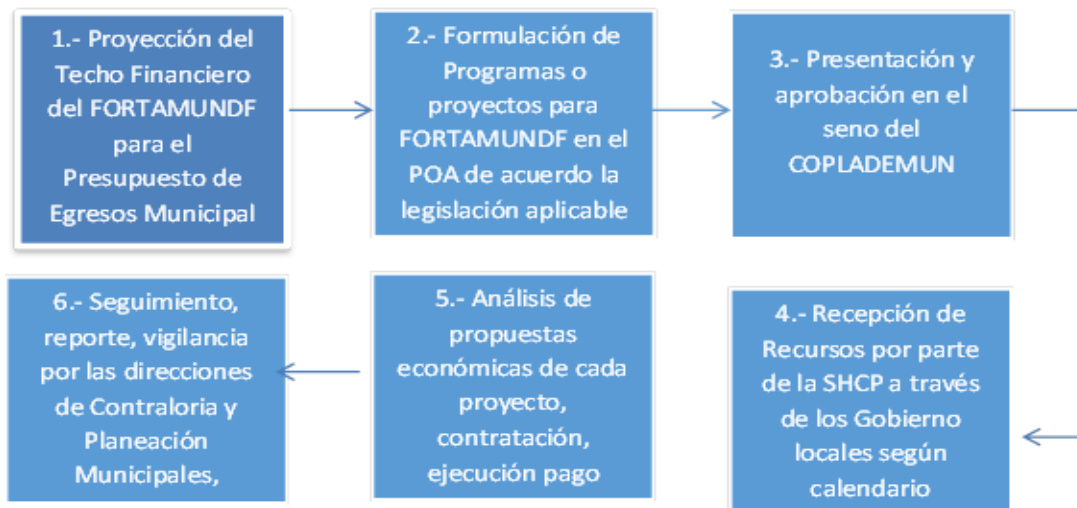 1.- Proyección del
Techo Financiero
del FORTAMUNDF
para el
Presupuesto de
Egresos Municipal
2.- Formulación de
Programas o
proyectos para
FORTAMUNDF en el
POA de acuerdo la
legislación aplicable
3.- Presentación y
aprobación en el
seno del
COPLADEMUN
4.- Recepción de
Recursos por parte
de la SHCP a través
de los Gobierno
locales según
calendario
5.- Análisis de
propuestas
económicas de cada
proyecto,
contratación,
ejecución pago
6.- Seguimiento,
reporte, vigilancia
por las direcciones
de Contraloria y
Planeación
Municipales,